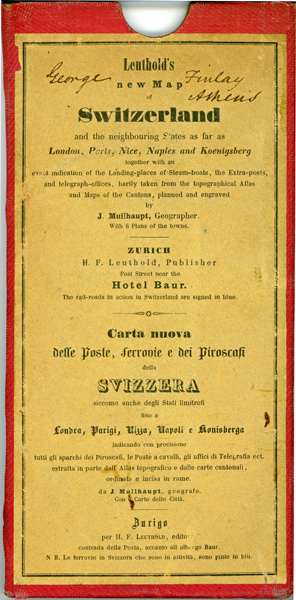 Leuthold's
George Finlay
new Map
Athens
of
Switzerland
and the neighbouring States as far as
London, Paris, Nice, Naples and Koenigsberg
together with an
exact indication of the Landing-places of Steam-boats, the Extra-posts,
and telegraph-offices, partly taken from the topographical Atlas
and Maps of the Cantons, planned and engraved
by
J. Muilhaupt, Geographer.
With 6 Plans of the towns.
ZURICH
H. F. Leuthold, Publisher
Post Street near the
Hotel Baur.
The rail-roads in action in Switzerland are signed in blue.
Carta nuova
delle Poste, ferrovie e dei Piroscafi
della
SVIZZERA
siccome anche degli Stati limitrofi
fino a
Londra, Parigi, Nizza, Napoli e Konisberga
indicando con precisione
tutti gli sparchi dei Piroscafi, le Poste a cavalli, gli uffici di Telegrafia ect.
estratta in parte dall' Atlas topografico e dalle carte cantonali,
ordinata e incisa in rame.
da J. Muilhaupt, geografo.
Con Carte delle Città.
Zurigo
per H. F. Leuthold, edito
contrada della Posta, accanto all albergo Baur.
N B. Le ferrovie in Svizzera che sono in attività, sono pinte in blù.